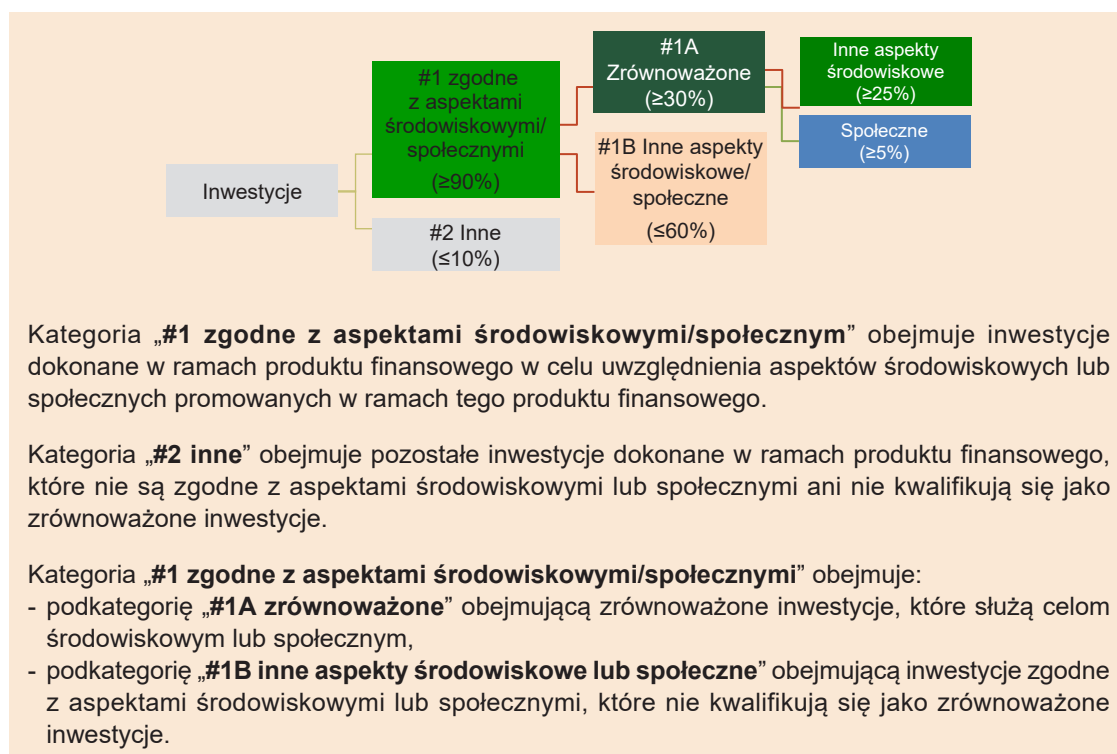 Inwestycje
#1 zgodne
z aspektami
środowiskowymi/
społecznymi
(≥90%)
#2 Inne
(≤10%)
#1A
Zrównoważone
(≥30%)
#1B Inne aspekty
środowiskowe/
społeczne
(≤60%)
Inne aspekty
środowiskowe
(≥25%)
Społeczne
(≥5%)
Kategoria „#1 zgodne z aspektami środowiskowymi/społecznym” obejmuje inwestycje
dokonane w ramach produktu finansowego w celu uwzględnienia aspektów środowiskowych lub
społecznych promowanych w ramach tego produktu finansowego.
Kategoria „#2 inne” obejmuje pozostałe inwestycje dokonane w ramach produktu finansowego,
które nie są zgodne z aspektami środowiskowymi lub społecznymi ani nie kwalifikują się jako
zrównoważone inwestycje.
Kategoria „#1 zgodne z aspektami środowiskowymi/społecznymi” obejmuje:
- podkategorię „#1A zrównoważone” obejmującą zrównoważone inwestycje, które służą celom
środowiskowym lub społecznym,
- podkategorię „#1B inne aspekty środowiskowe lub społeczne” obejmującą inwestycje zgodne
z aspektami środowiskowymi lub społecznymi, które nie kwalifikują się jako zrównoważone
inwestycje.